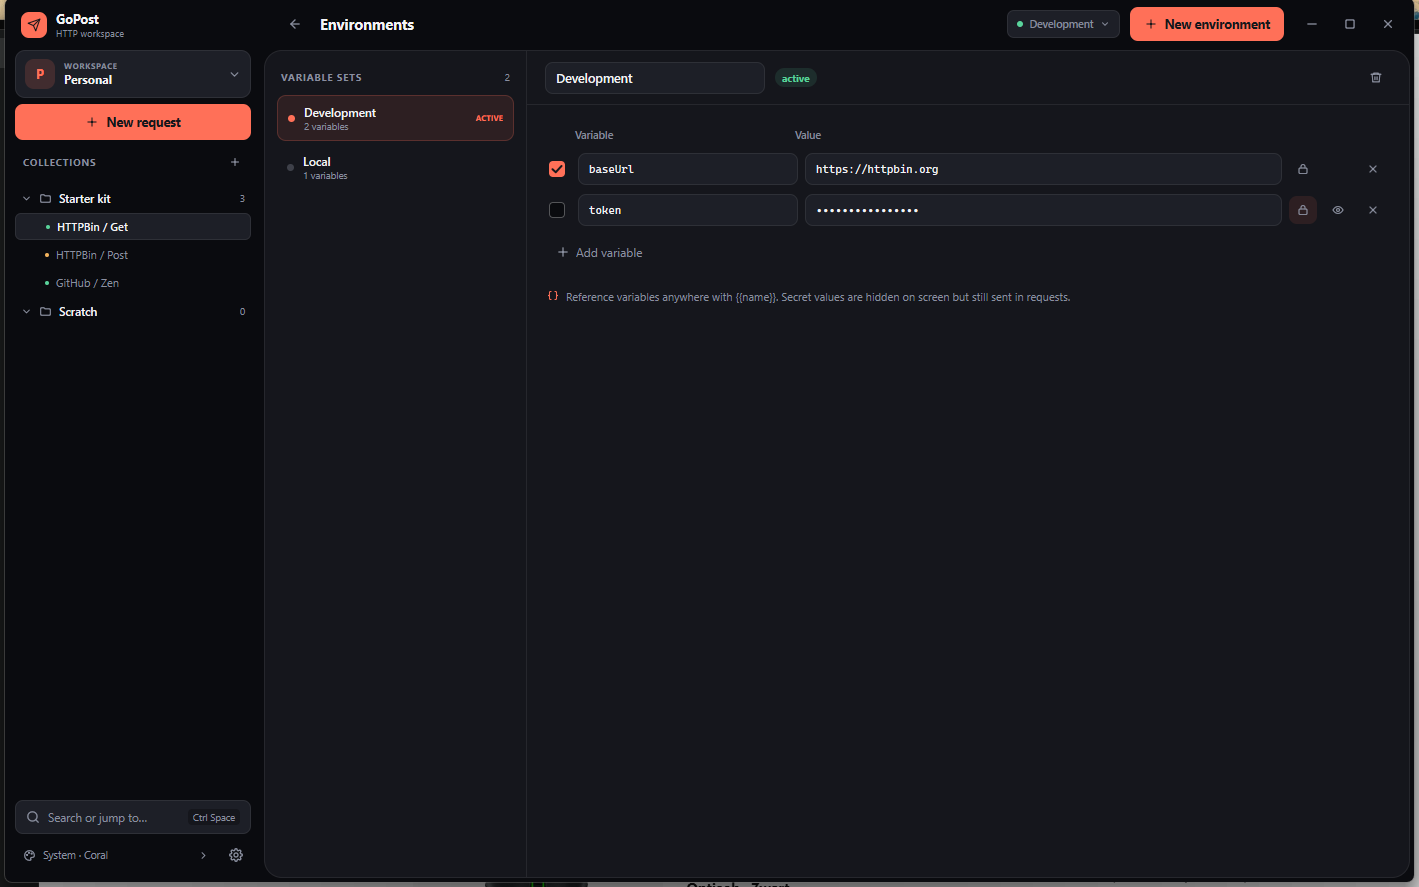 GoPost
HTTP workspace
Environments
Development
New environment
P
WORKSPACE
Personal
New request
COLLECTIONS
Starter kit
3
HTTPBin / Get
HTTPBin / Post
GitHub / Zen
Scratch
0
Search or jump to...
Ctrl Space
System · Coral
VARIABLE SETS
2
Development
2 variables
ACTIVE
Local
1 variables
Development
active
Variable
Value
baseUrl
https://httpbin.org
token
•••••••••••••••
Add variable
{} Reference variables anywhere with {{name}}. Secret values are hidden on screen but still sent in requests.